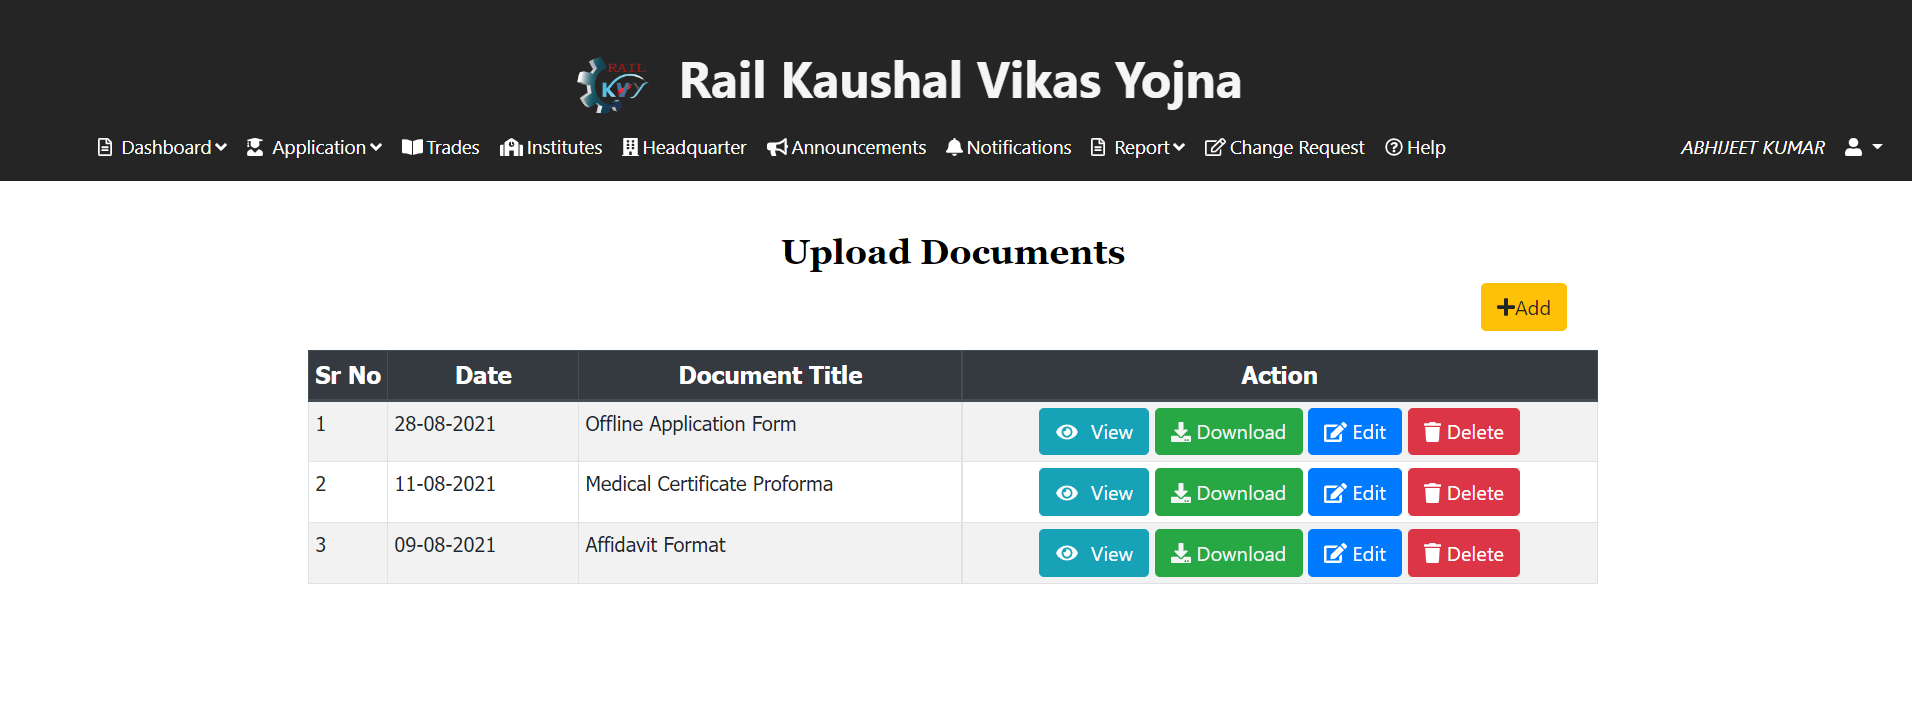 RAIL
KVY
Rail Kaushal Vikas Yojna
Dashboard Application Trades Institutes Headquarter Announcements Notifications Report Change Request Help ABHIJEET KUMAR
Upload Documents
Add
Sr No Date Document Title Action
1 28-08-2021 Offline Application Form View Download Edit Delete
2 11-08-2021 Medical Certificate Proforma View Download Edit Delete
3 09-08-2021 Affidavit Format View Download Edit Delete